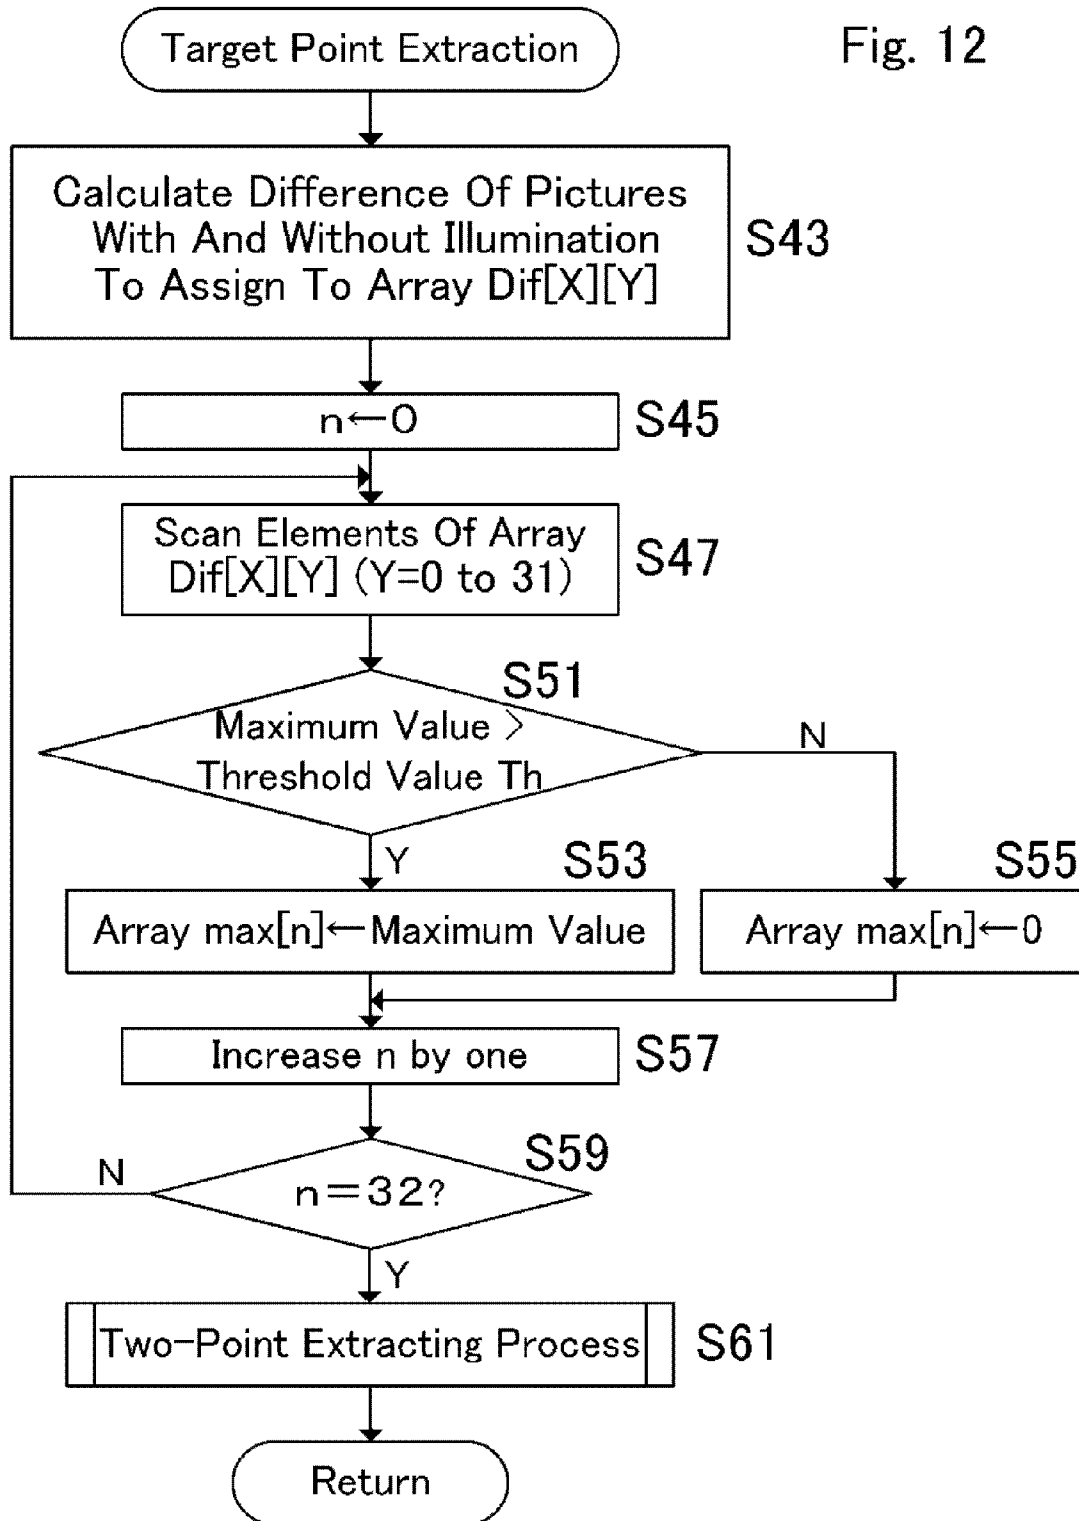 Fig. 12
Target Point Extraction
Calculate Difference Of Pictures
With And Without Illumination
To Assign To Array Dif[X][Y]
S43
n←0
S45
Scan Elements Of Array
Dif[X][Y] (Y=0 to 31)
S47
S51
Maximum Value >
Threshold Value Th
N
Y
S53
Array max[n]←Maximum Value
S55
Array max[n]←0
Increase n by one
S57
S59
n=32?
N
Y
Two-Point Extracting Process
S61
Return